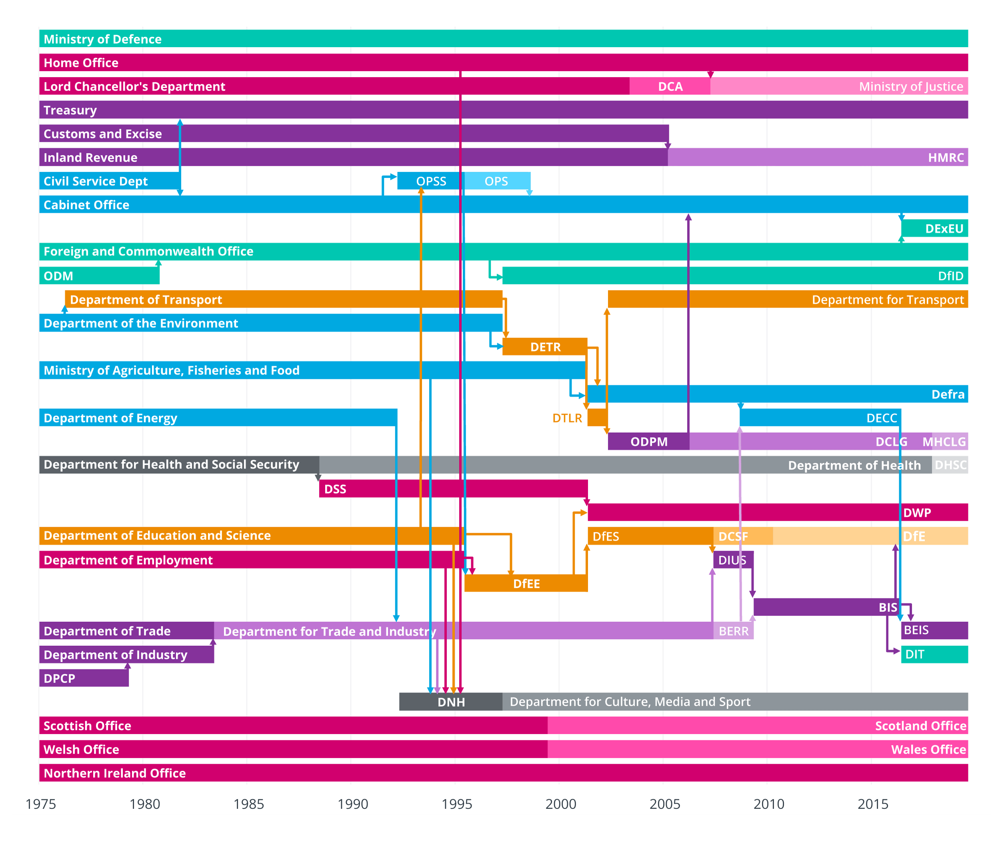 Ministry of Defence
Home Office
Lord Chancellor's Department DCA Ministry of Justice
Treasury
Customs and Excise
Inland Revenue HMRC
Civil Service Dept OPSS OPS
Cabinet Office
DExEU
Foreign and Commonwealth Office
ODM DfID
Department of Transport Department for Transport
Department of the Environment
DETR
Ministry of Agriculture, Fisheries and Food
Defra
Department of Energy DTLR DECC
ODPM DCLG MHCLG
Department for Health and Social Security Department of Health DHSC
DSS
DWP
Department of Education and Science DfES DCSF DfE
Department of Employment DIUS
DfEE
BIS
Department of Trade Department for Trade and Industry BERR BEIS
Department of Industry DIT
DPCP
DNH Department for Culture, Media and Sport
Scottish Office Scotland Office
Welsh Office Wales Office
Northern Ireland Office
1975 1980 1985 1990 1995 2000 2005 2010 2015